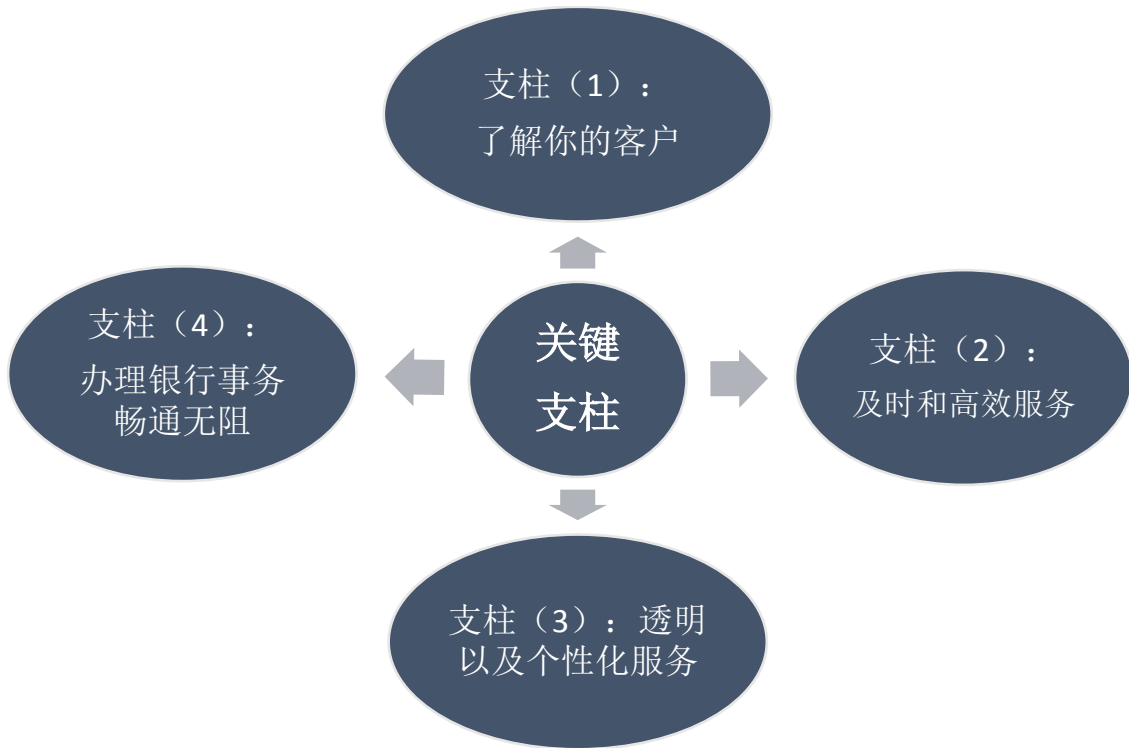 支柱（1）：
了解你的客户
支柱（4）：
办理银行事务
畅通无阻
关键
支柱
支柱（2）：
及时和高效服务
支柱（3）：透明
以及个性化服务